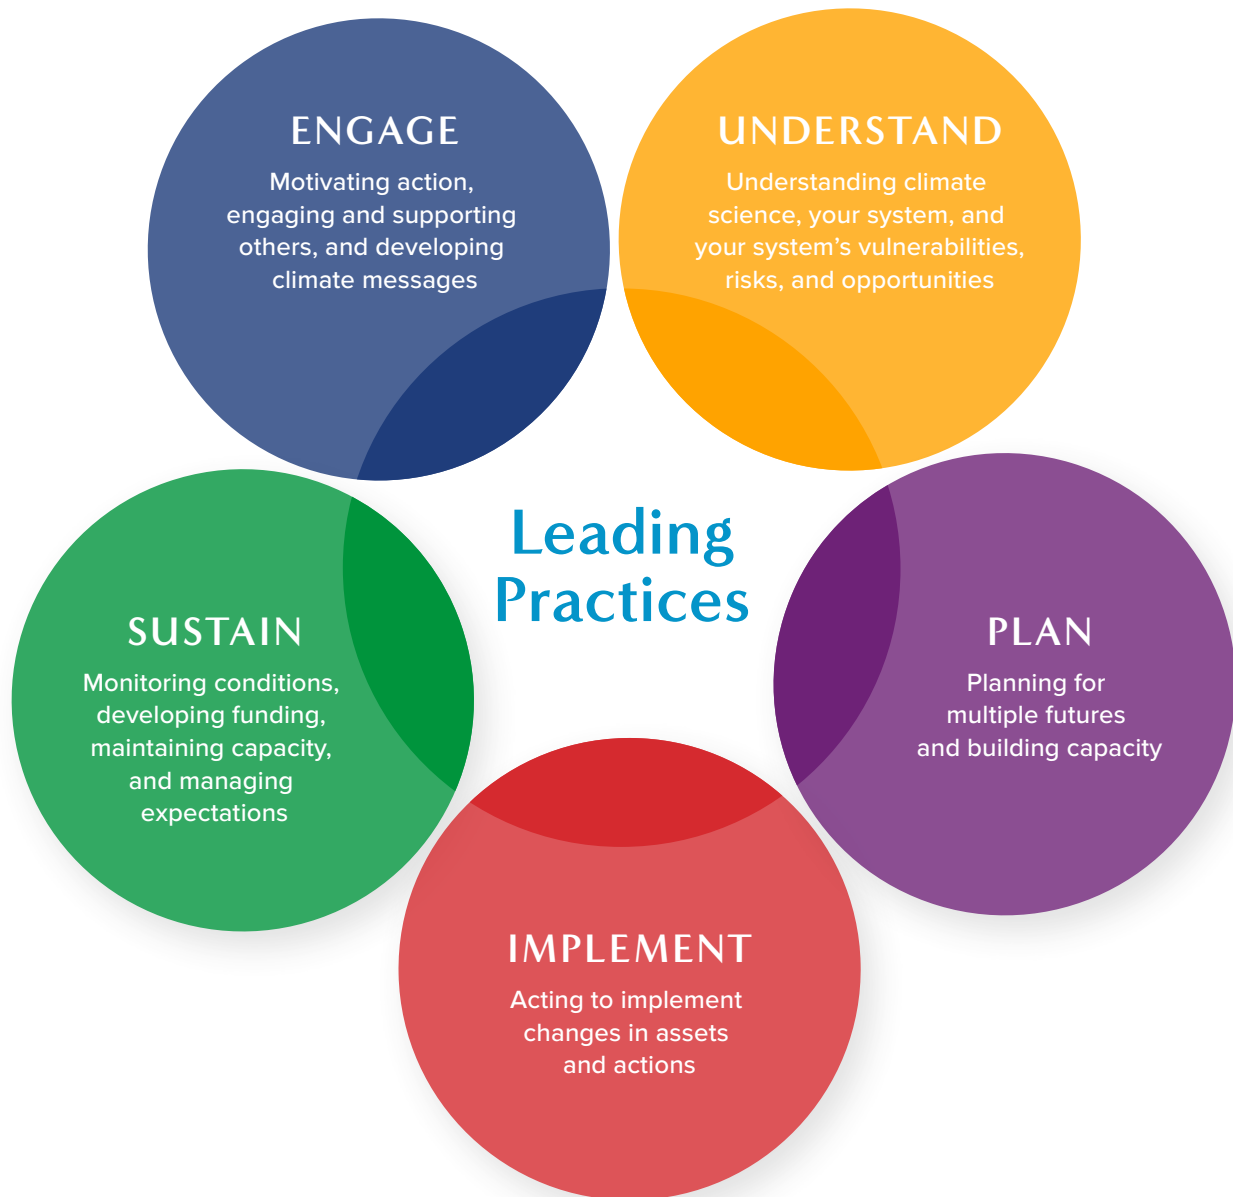 ENGAGE
Motivating action,
engaging and supporting
others, and developing
climate messages
UNDERSTAND
Understanding climate
science, your system, and
your system’s vulnerabilities,
risks, and opportunities
Leading
Practices
SUSTAIN
Monitoring conditions,
developing funding,
maintaining capacity,
and managing
expectations
PLAN
Planning for
multiple futures
and building capacity
IMPLEMENT
Acting to implement
changes in assets
and actions